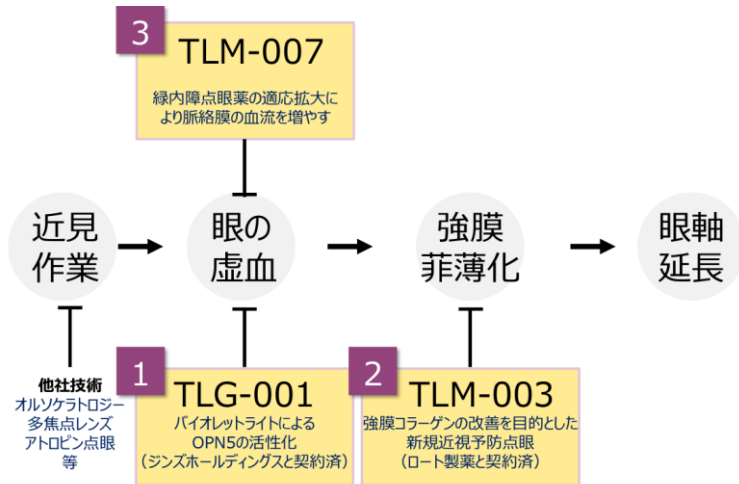 3
TLM-007
緑内障点眼薬の適応拡大に
より脈絡膜の血流を増やす
近見
作業
眼の
虚血
強膜
菲薄化
眼軸
延長
他社技術
オルソケラトロジー
多焦点レンズ
アトロピン点眼
等
1
TLG-001
バイオレットライトによる
OPN5の活性化
(ジンズホールディングスと契約済)
2
TLM-003
強膜コラーゲンの改善を目的とした
新規近視予防点眼
(ロート製薬と契約済)